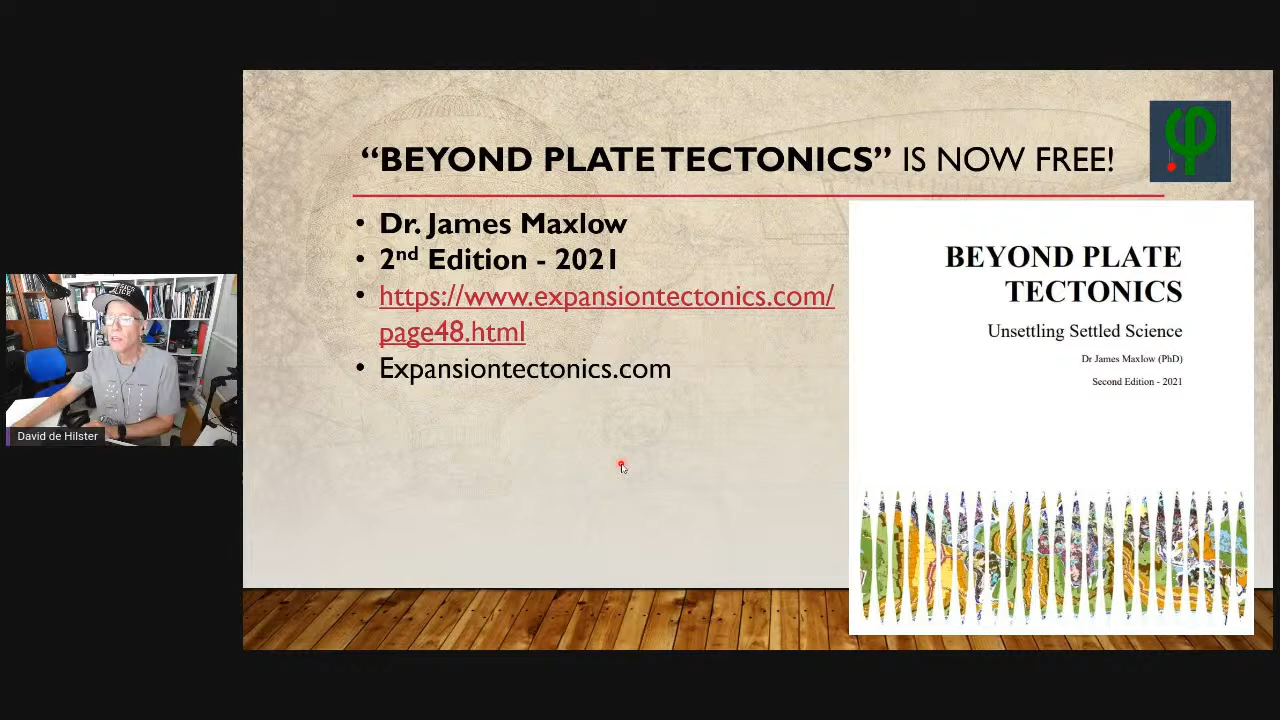 “BEYOND PLATE TECTONICS” IS NOW FREE!
• Dr. James Maxlow
• 2nd Edition - 2021
• https://www.expansiontectonics.com/
page48.html
• Expansiontectonics.com
BEYOND PLATE
TECTONICS
Unsettling Settled Science
Dr James Maxlow (PhD)
Second Edition - 2021
David de Hilster